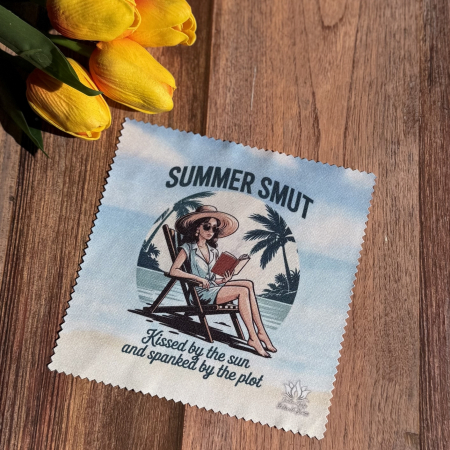 SUMMER SMUT
Kissed by the sun
and spanked by the plot